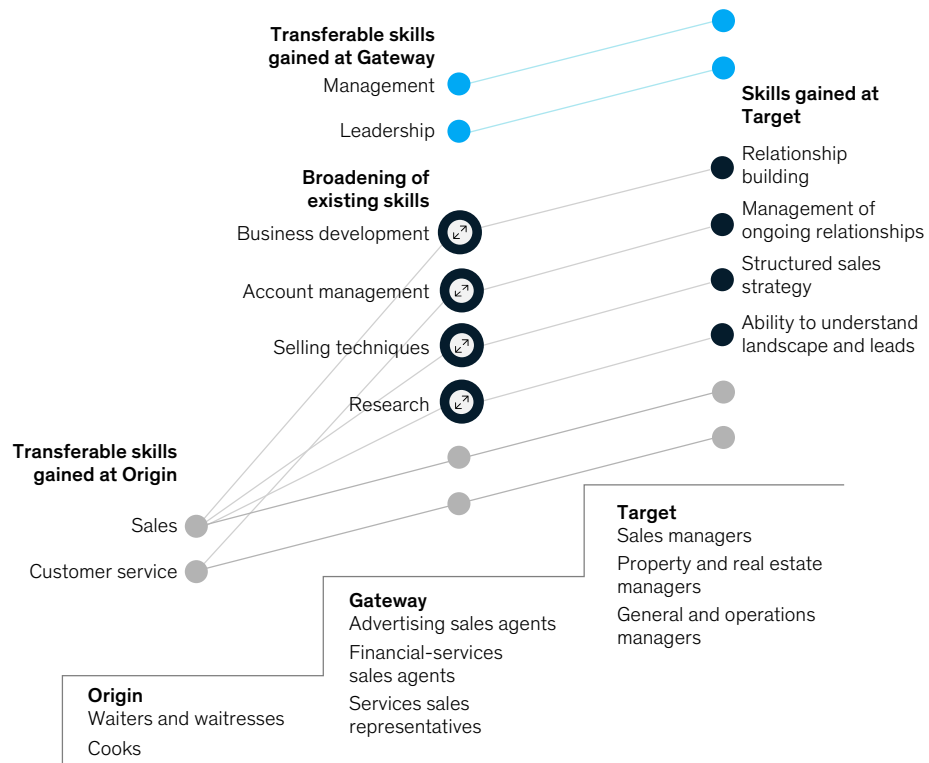 Transferable skills
gained at Gateway
Management
Leadership
Broadening of
existing skills
Business development
Account management
Selling techniques
Research
Skills gained at
Target
Relationship
building
Management of
ongoing relationships
Structured sales
strategy
Ability to understand
landscape and leads
Transferable skills
gained at Origin
Sales
Customer service
Origin
Waiters and waitresses
Cooks
Gateway
Advertising sales agents
Financial-services
sales agents
Services sales
representatives
Target
Sales managers
Property and real estate
managers
General and operations
managers